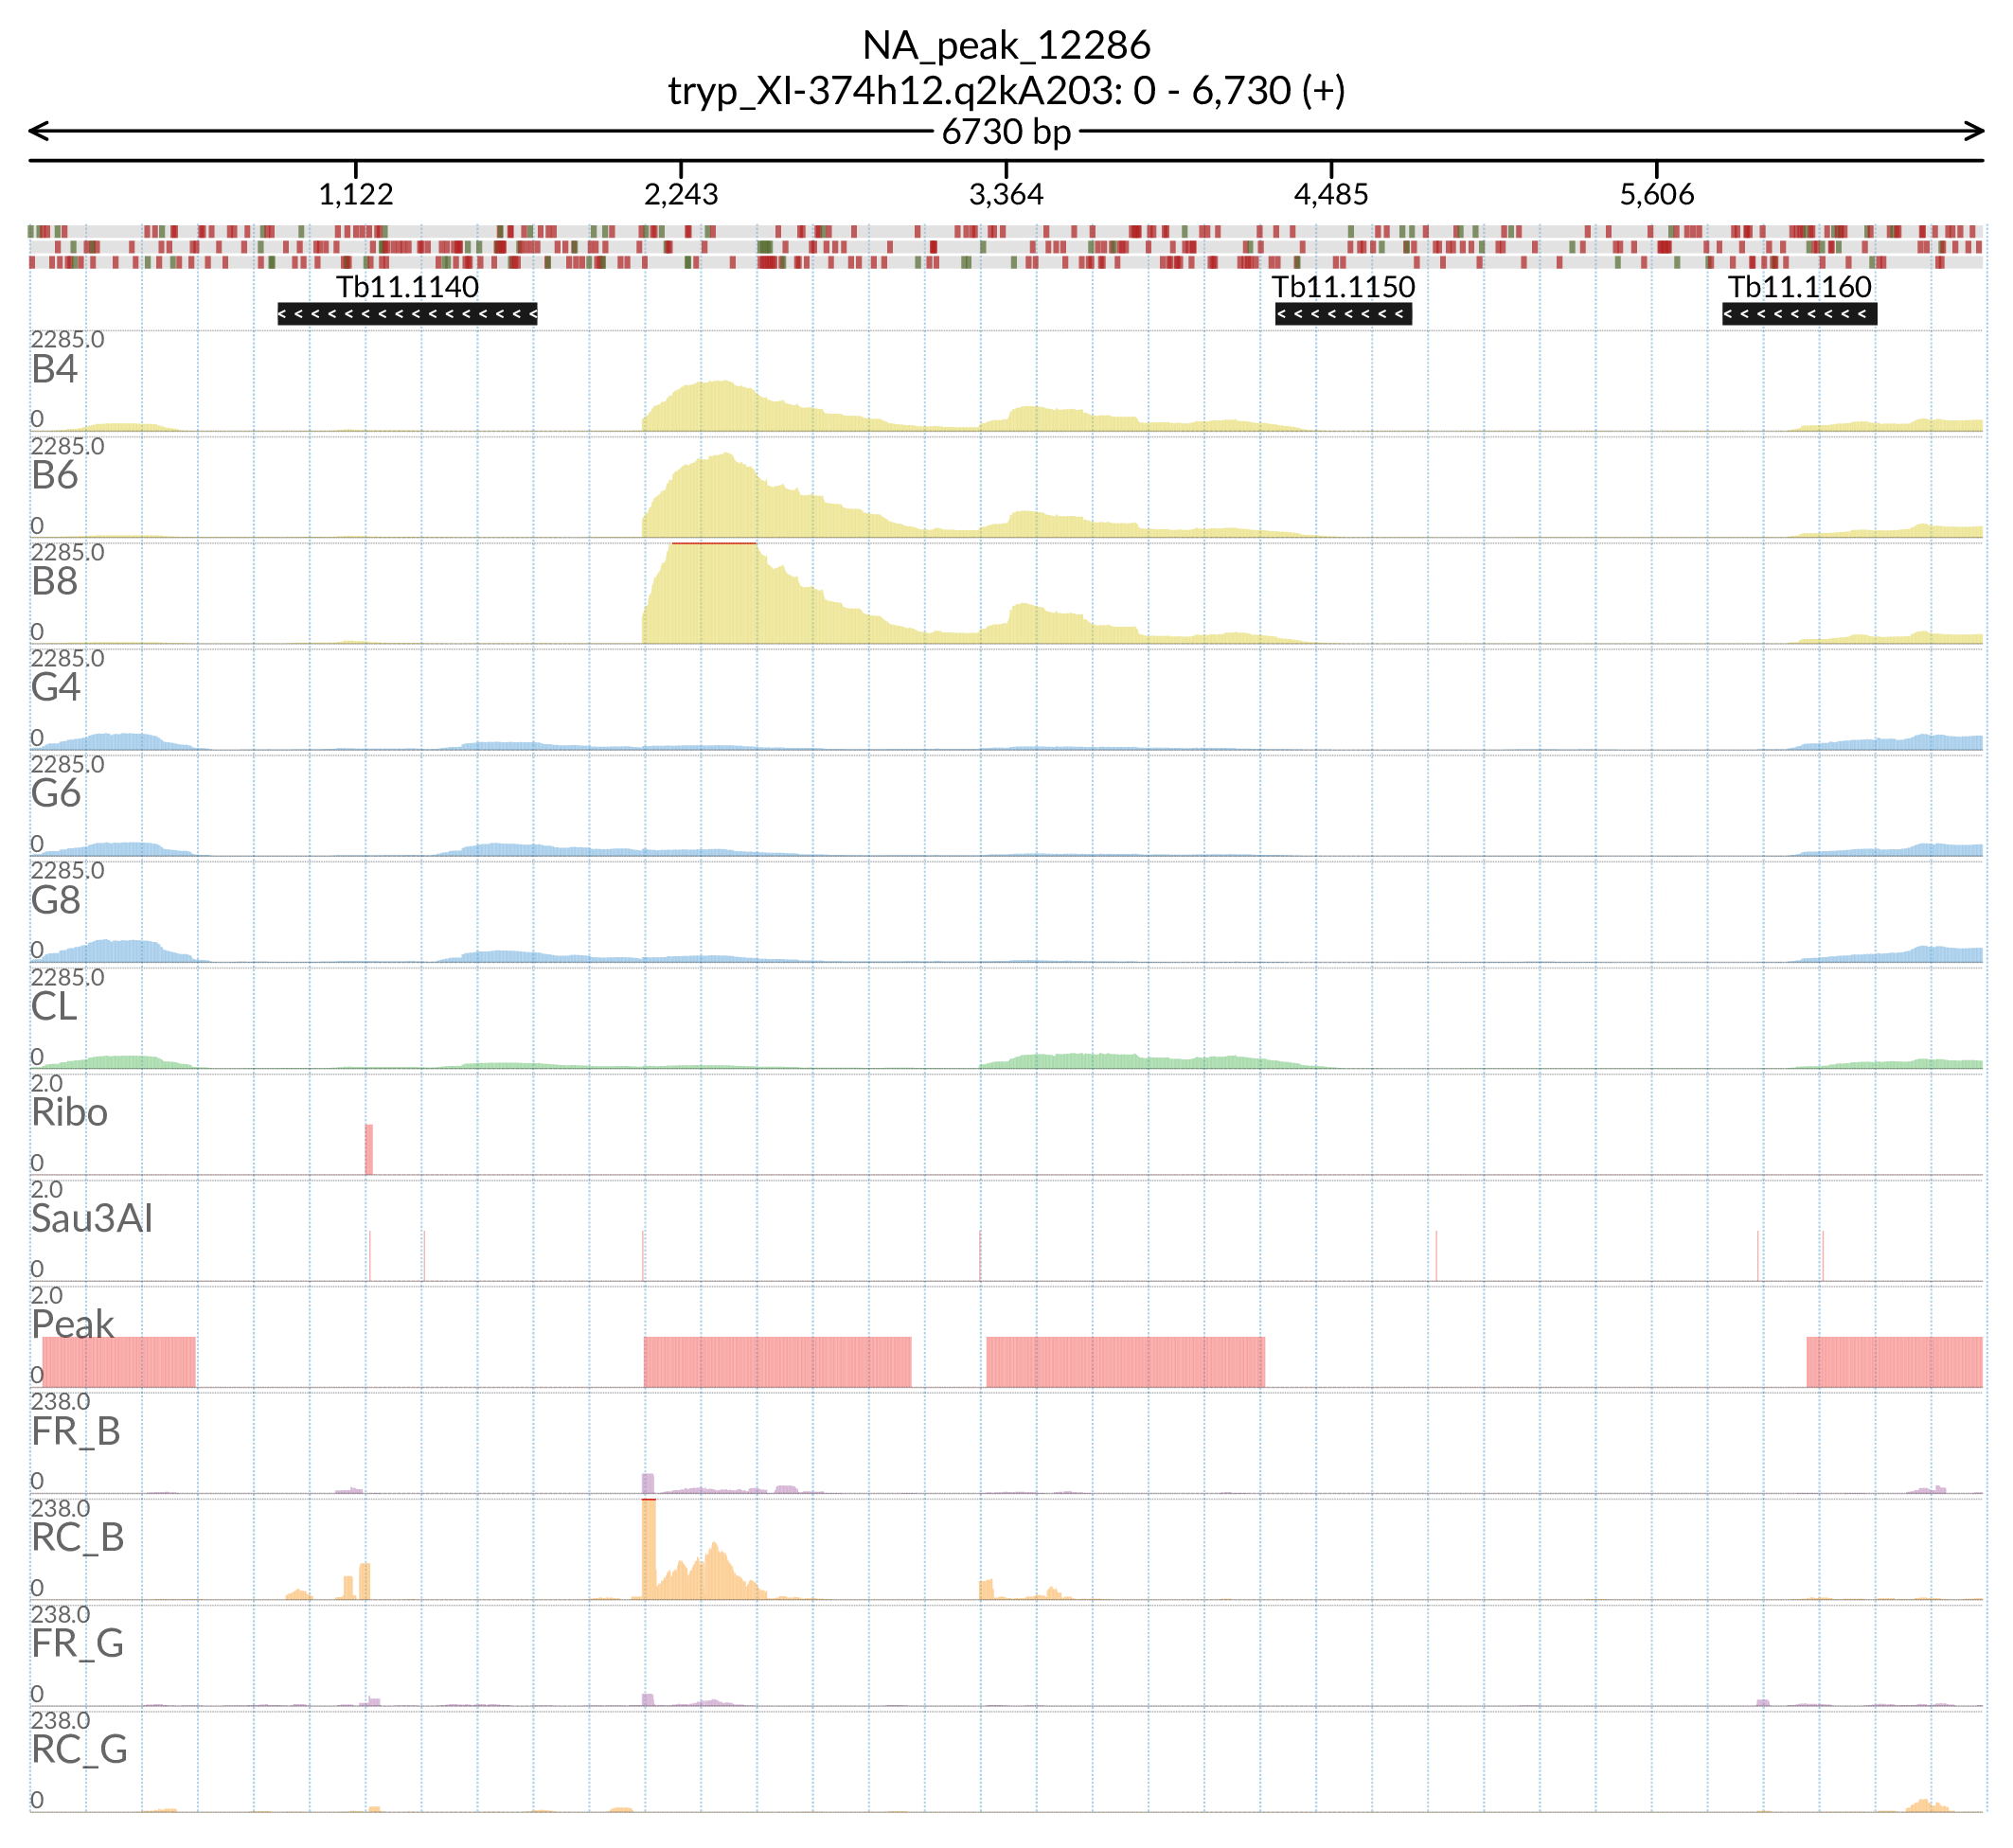 NA_peak_12286
tryp_XI-374h12.q2kA203: 0 - 6,730 (+)
6730 bp
1,122 2,243 3,364 4,485 5,606
Tb11.1140 Tb11.1150 Tb11.1160
2285.0
B4
0
2285.0
B6
0
2285.0
B8
0
2285.0
G4
0
2285.0
G6
0
2285.0
G8
0
2285.0
CL
0
2.0
Ribo
0
2.0
Sau3AI
0
2.0
Peak
0
238.0
FR_B
0
238.0
RC_B
0
238.0
FR_G
0
238.0
RC_G
0